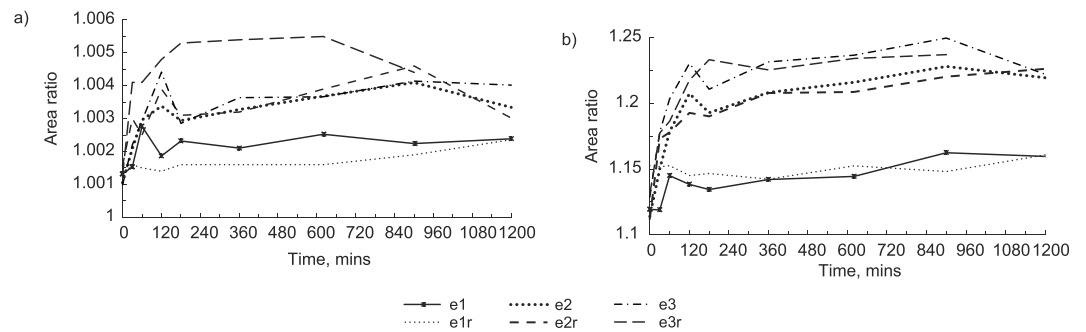 a)
1.006
1.005
1.004
1.003
1.002
1.001
1
Area ratio
0 120 240 360 480 600 720 840 960 1080 1200
Time, mins
b)
1.25
1.2
1.15
1.1
Area ratio
0 120 240 360 480 600 720 840 960 1080 1200
Time, mins
e1 e2 e3
e1r e2r e3r